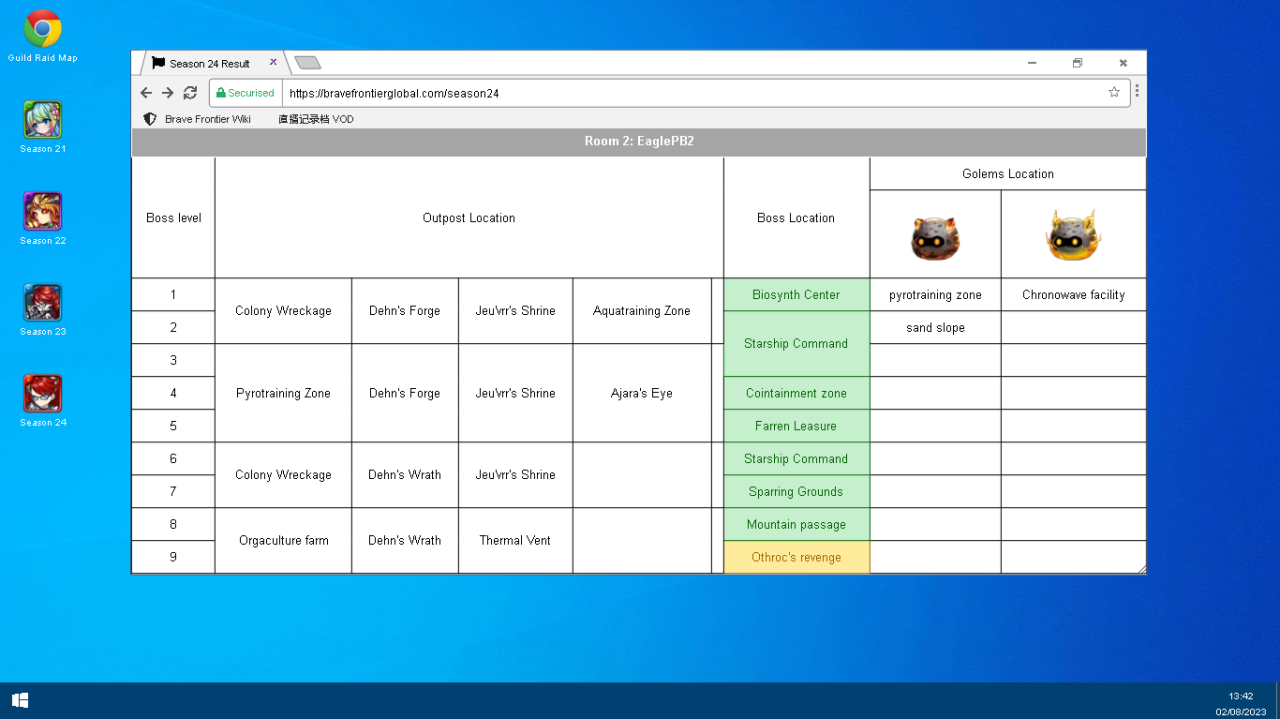 Guild Raid Map
Season 21
Season 22
Season 23
Season 24
Season 24 Result
Securised
https://bravefrontierglobal.com/season24
Brave Frontier Wiki
直播记录档 VOD
Room 2: EaglePB2
Boss level
Outpost Location
Boss Location
Golems Location
1
Colony Wreckage
Dehn's Forge
Jeu'vrr's Shrine
Aquatraining Zone
Biosynth Center
pyrotraining zone
Chronowave facility
2
Starship Command
sand slope
3
4
Pyrotraining Zone
Dehn's Forge
Jeu'vrr's Shrine
Ajara's Eye
Cointainment zone
5
Farren Leasure
6
Colony Wreckage
Dehn's Wrath
Jeu'vrr's Shrine
Starship Command
7
Sparring Grounds
8
Orgaculture farm
Dehn's Wrath
Thermal Vent
Mountain passage
9
Othroc's revenge
13:42
02/08/2023